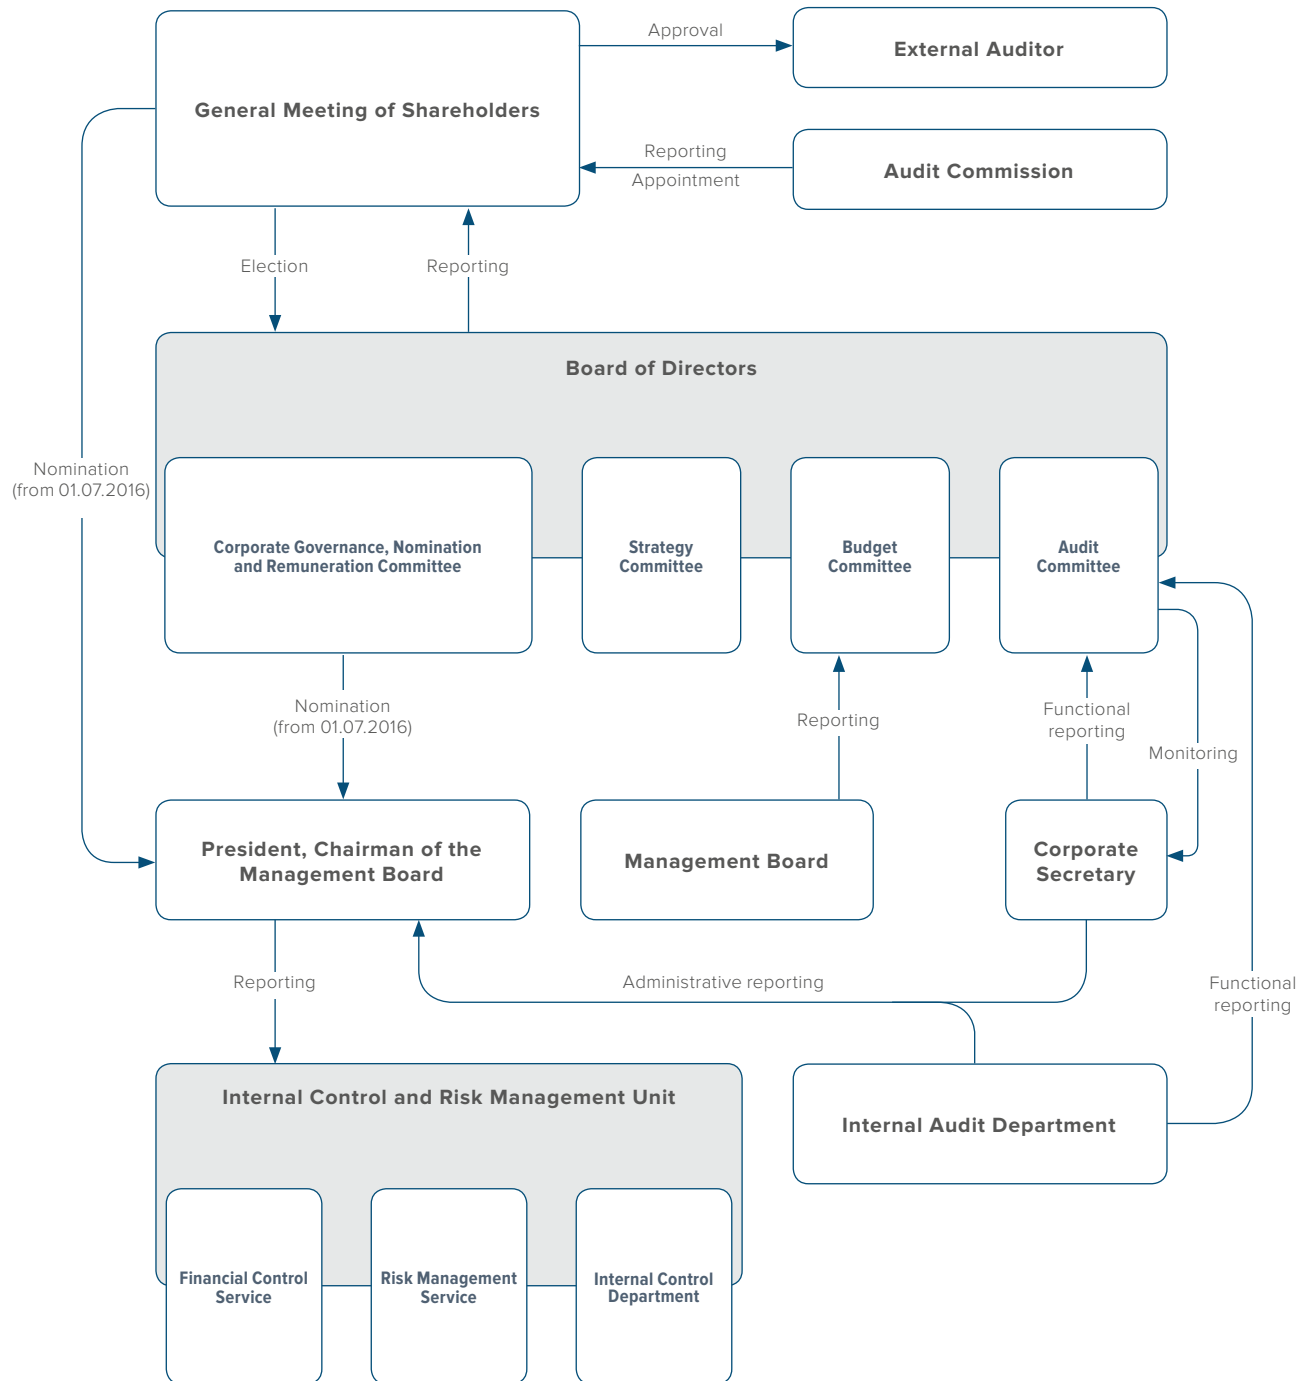 Approval
External Auditor
General Meeting of Shareholders
Reporting
Appointment
Audit Commission
Election
Reporting
Board of Directors
Nomination
(from 01.07.2016)
Corporate Governance, Nomination
and Remuneration Committee
Strategy
Committee
Budget
Committee
Audit
Committee
Nomination
(from 01.07.2016)
Reporting
Functional
reporting
Monitoring
President, Chairman of the
Management Board
Management Board
Corporate
Secretary
Reporting
Administrative reporting
Functional
reporting
Internal Control and Risk Management Unit
Internal Audit Department
Financial Control
Service
Risk Management
Service
Internal Control
Department